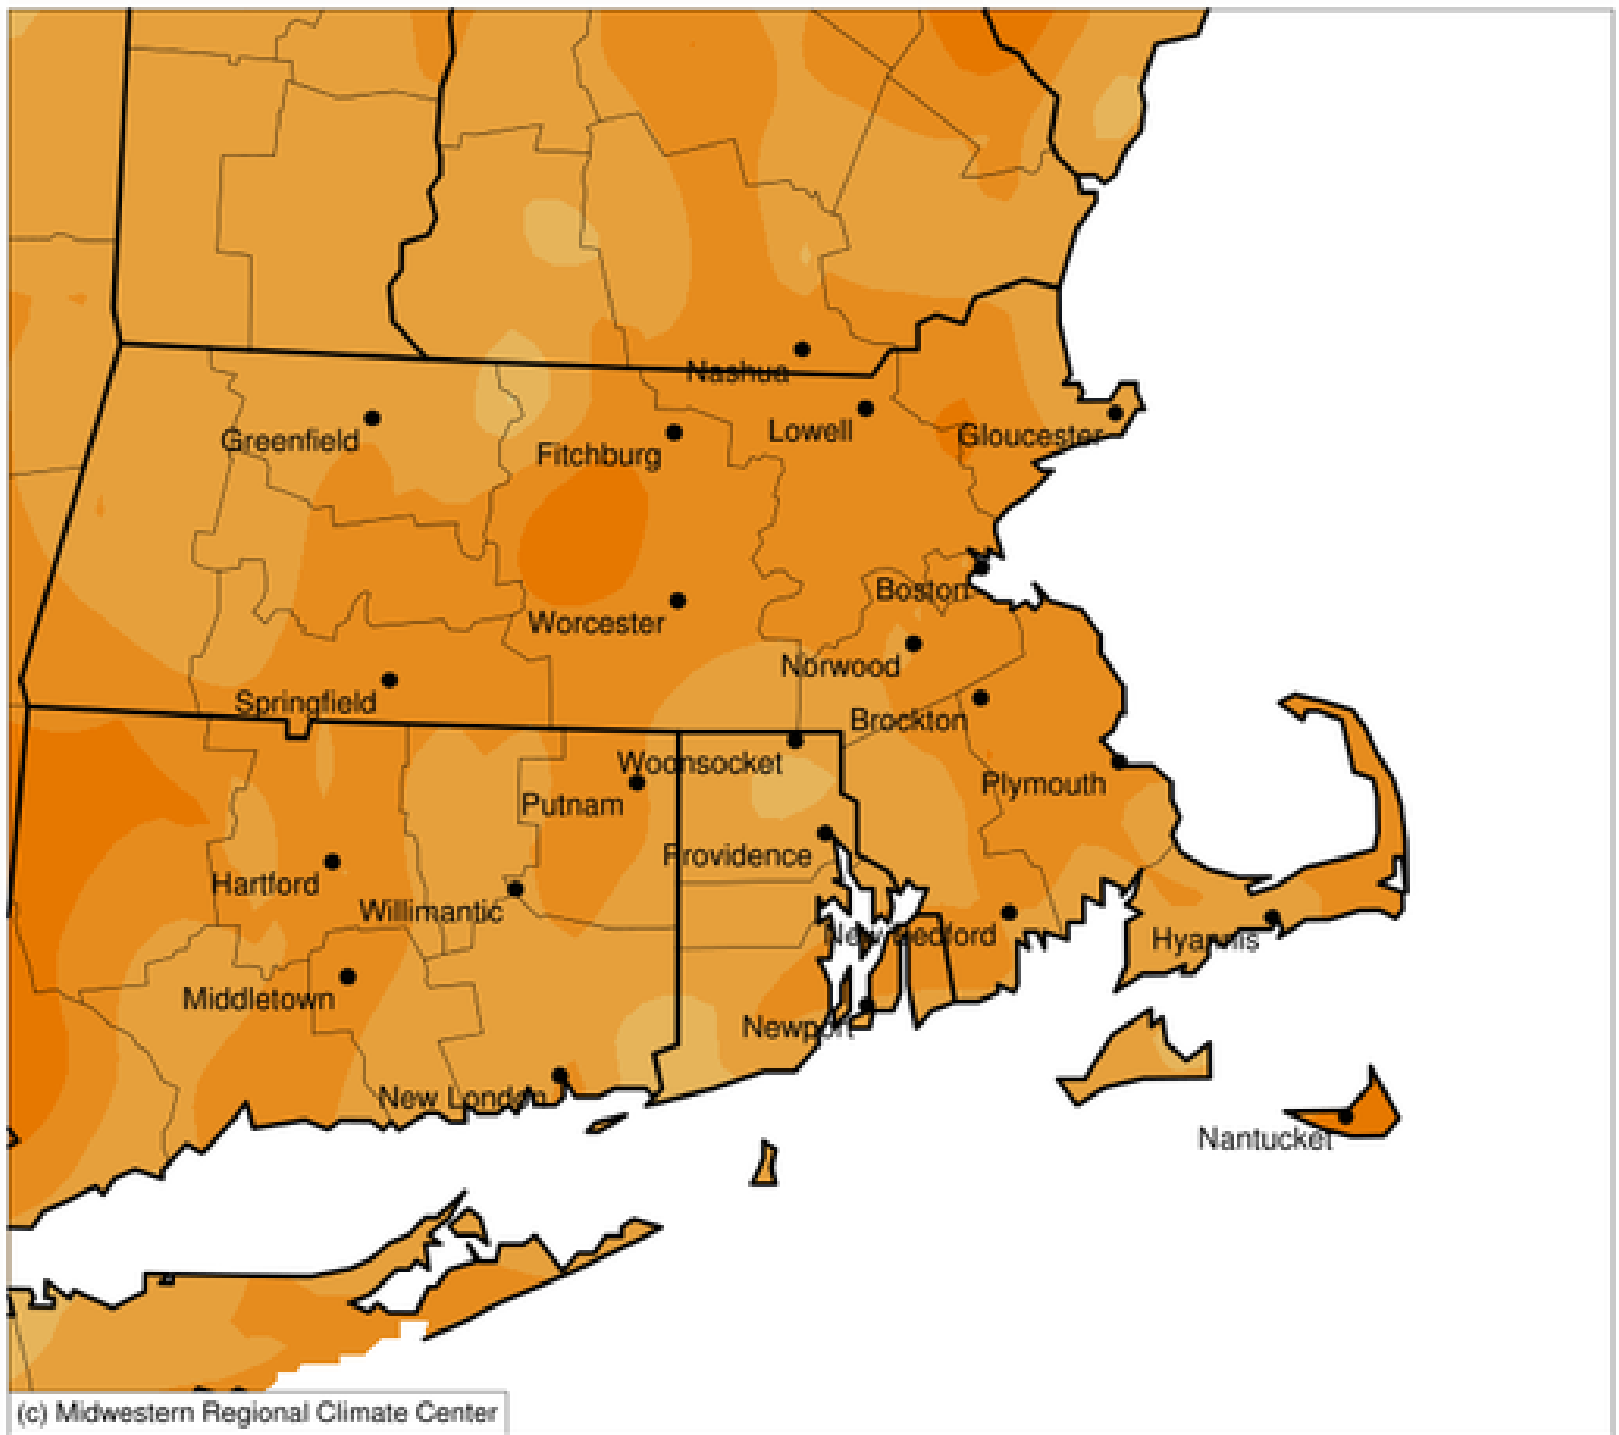 Nashua
Greenfield
Fitchburg
Lowell
Gloucester
Boston
Worcester
Norwood
Springfield
Brockton
Woonsocket
Putnam
Plymouth
Providence
Hartford
Willimantic
New Bedford
Hyannis
Middletown
Newport
New London
Nantucket
(c) Midwestern Regional Climate Center